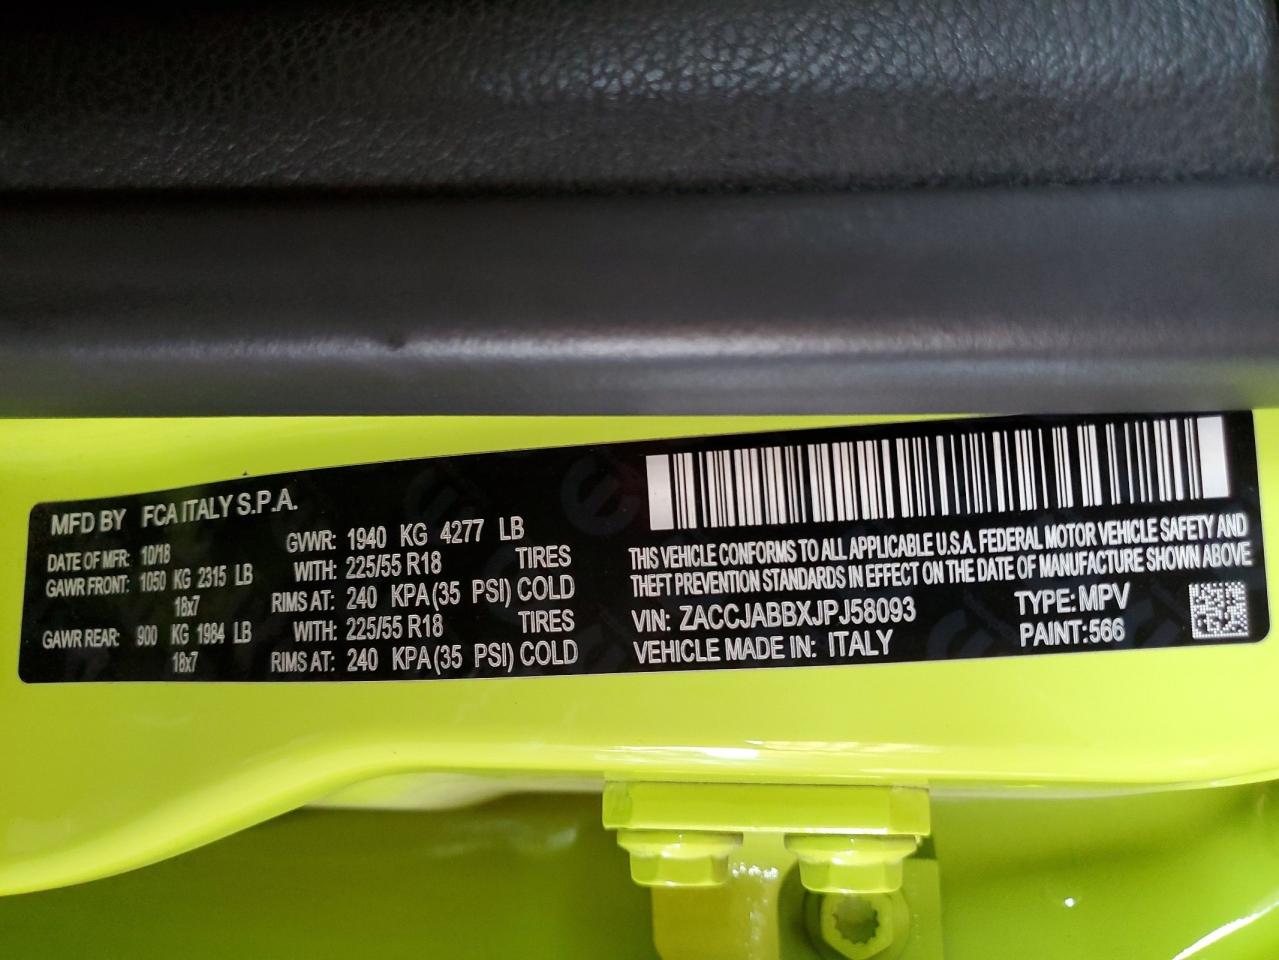 MFD BY FCA ITALY S.P.A.
DATE OF MFR: 10/18 GVWR: 1940 KG 4277 LB
GAWR FRONT: 1050 KG 2315 LB WITH: 225/55 R18 TIRES
18x7 RIMS AT: 240 KPA(35 PSI) COLD
GAWR REAR: 900 KG 1984 LB WITH: 225/55 R18 TIRES
18x7 RIMS AT: 240 KPA(35 PSI) COLD
THIS VEHICLE CONFORMS TO ALL APPLICABLE U.S.A. FEDERAL MOTOR VEHICLE SAFETY AND
THEFT PREVENTION STANDARDS IN EFFECT ON THE DATE OF MANUFACTURE SHOWN ABOVE
VIN: ZACCJABBXJPJ58093 TYPE:MPV
VEHICLE MADE IN: ITALY PAINT:566